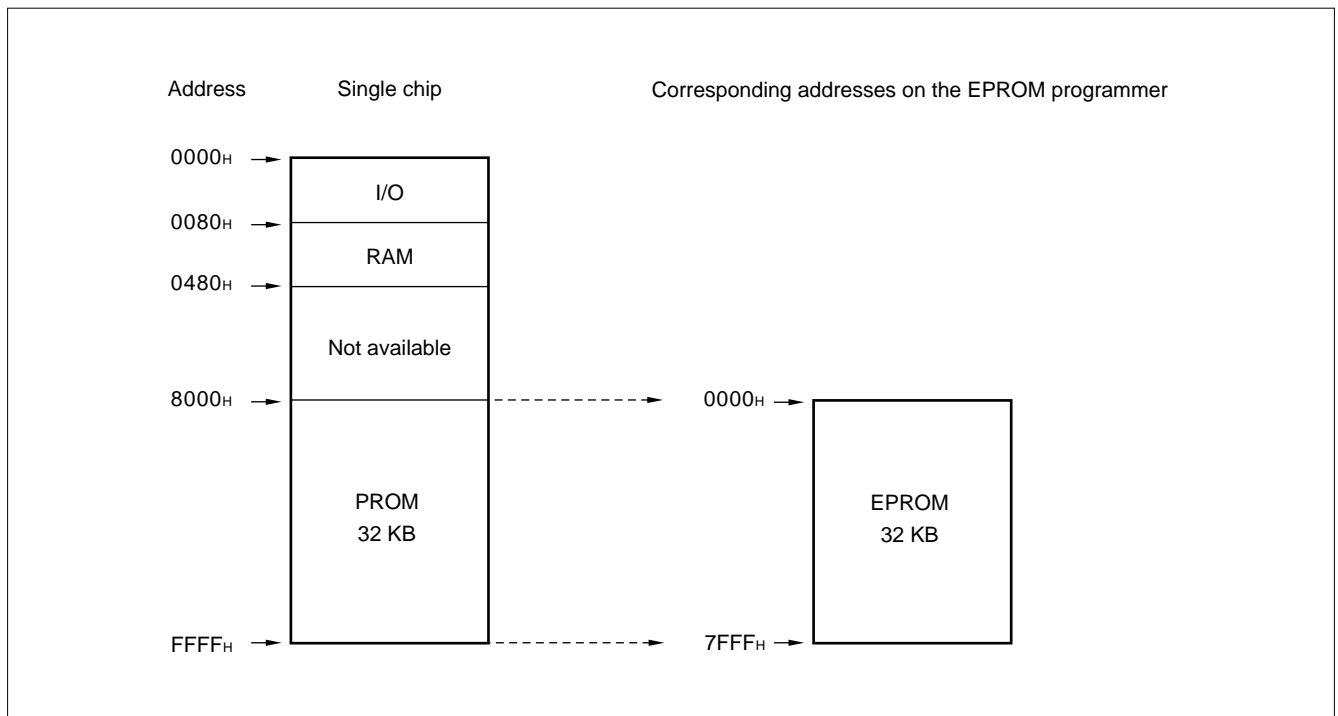 Address Single chip Corresponding addresses on the EPROM programmer
0000H
I/O
0080H
RAM
0480H
Not available
8000H 0000H
PROM EPROM
32 KB 32 KB
FFFFH 7FFFH